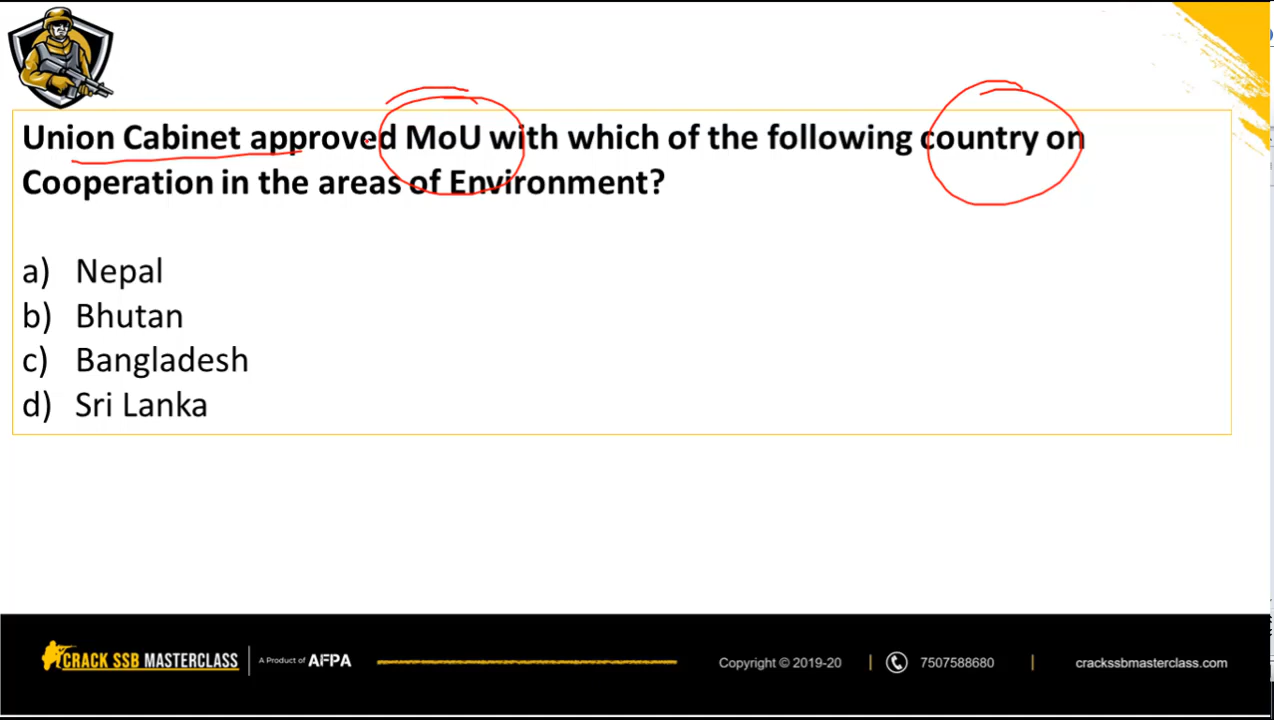 Union Cabinet approved MoU with which of the following country on
Cooperation in the areas of Environment?
a) Nepal
b) Bhutan
c) Bangladesh
d) Sri Lanka
CRACK SSB MASTERCLASS A Product of AFPA Copyright © 2019-20 7507588680 crackssbmasterclass.com